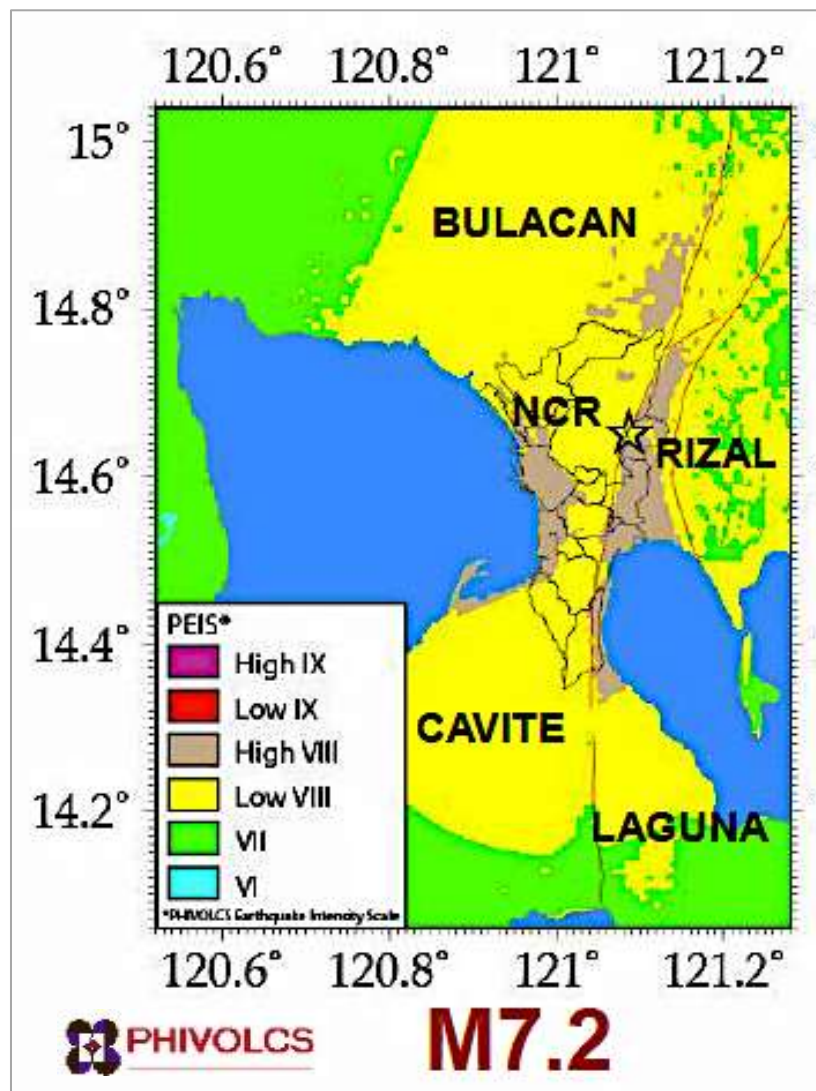 120.6° 120.8° 121° 121.2°
15°
BULACAN
14.8°
NCR
RIZAL
14.6°
PEIS*
High IX
14.4°
Low IX
CAVITE
High VIII
Low VIII
14.2°
LAGUNA
VII
VI
*PHIVOLCS Earthquake Intensity Scale
120.6° 120.8° 121° 121.2°
PHIVOLCS M7.2